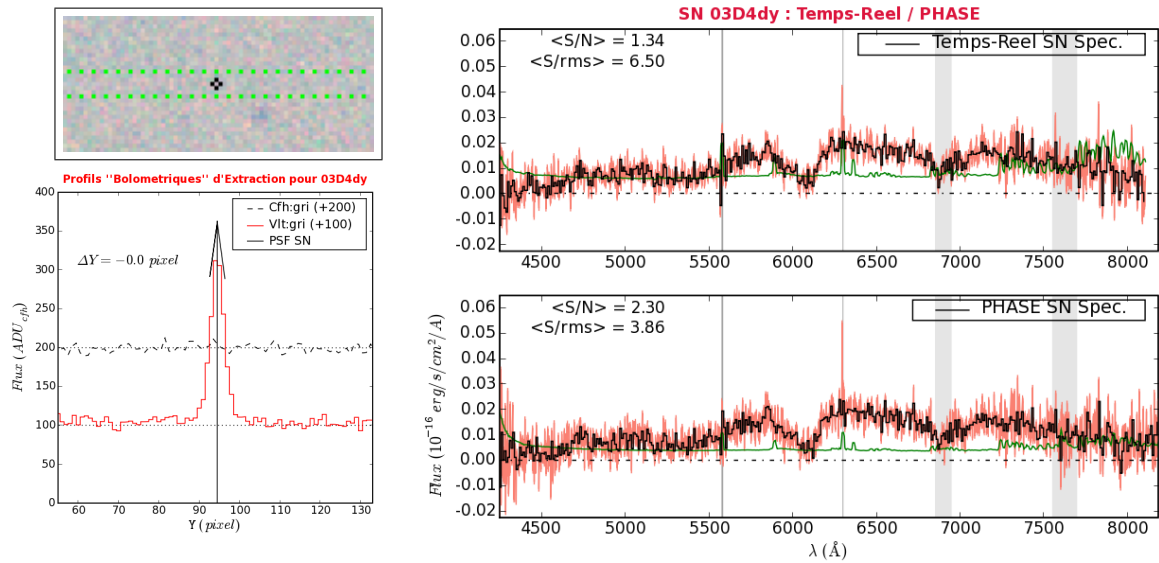 SN 03D4dy : Temps-Reel / PHASE
<S/N> = 1.34
<S/rms> = 6.50
Temps-Reel SN Spec.
0.06
0.05
0.04
0.03
0.02
0.01
0.00
−0.01
−0.02
4500 5000 5500 6000 6500 7000 7500 8000
Profils ''Bolometriques'' d'Extraction pour 03D4dy
Cfh:gri (+200)
Vlt:gri (+100)
PSF SN
ΔY = −0.0 pixel
Flux (ADU_cfh)
400
350
300
250
200
150
100
50
0
60 70 80 90 100 110 120 130
Y (pixel)
<S/N> = 2.30
<S/rms> = 3.86
PHASE SN Spec.
Flux (10⁻¹⁶ erg/s/cm²/A)
0.06
0.05
0.04
0.03
0.02
0.01
0.00
−0.01
−0.02
4500 5000 5500 6000 6500 7000 7500 8000
λ (Å)